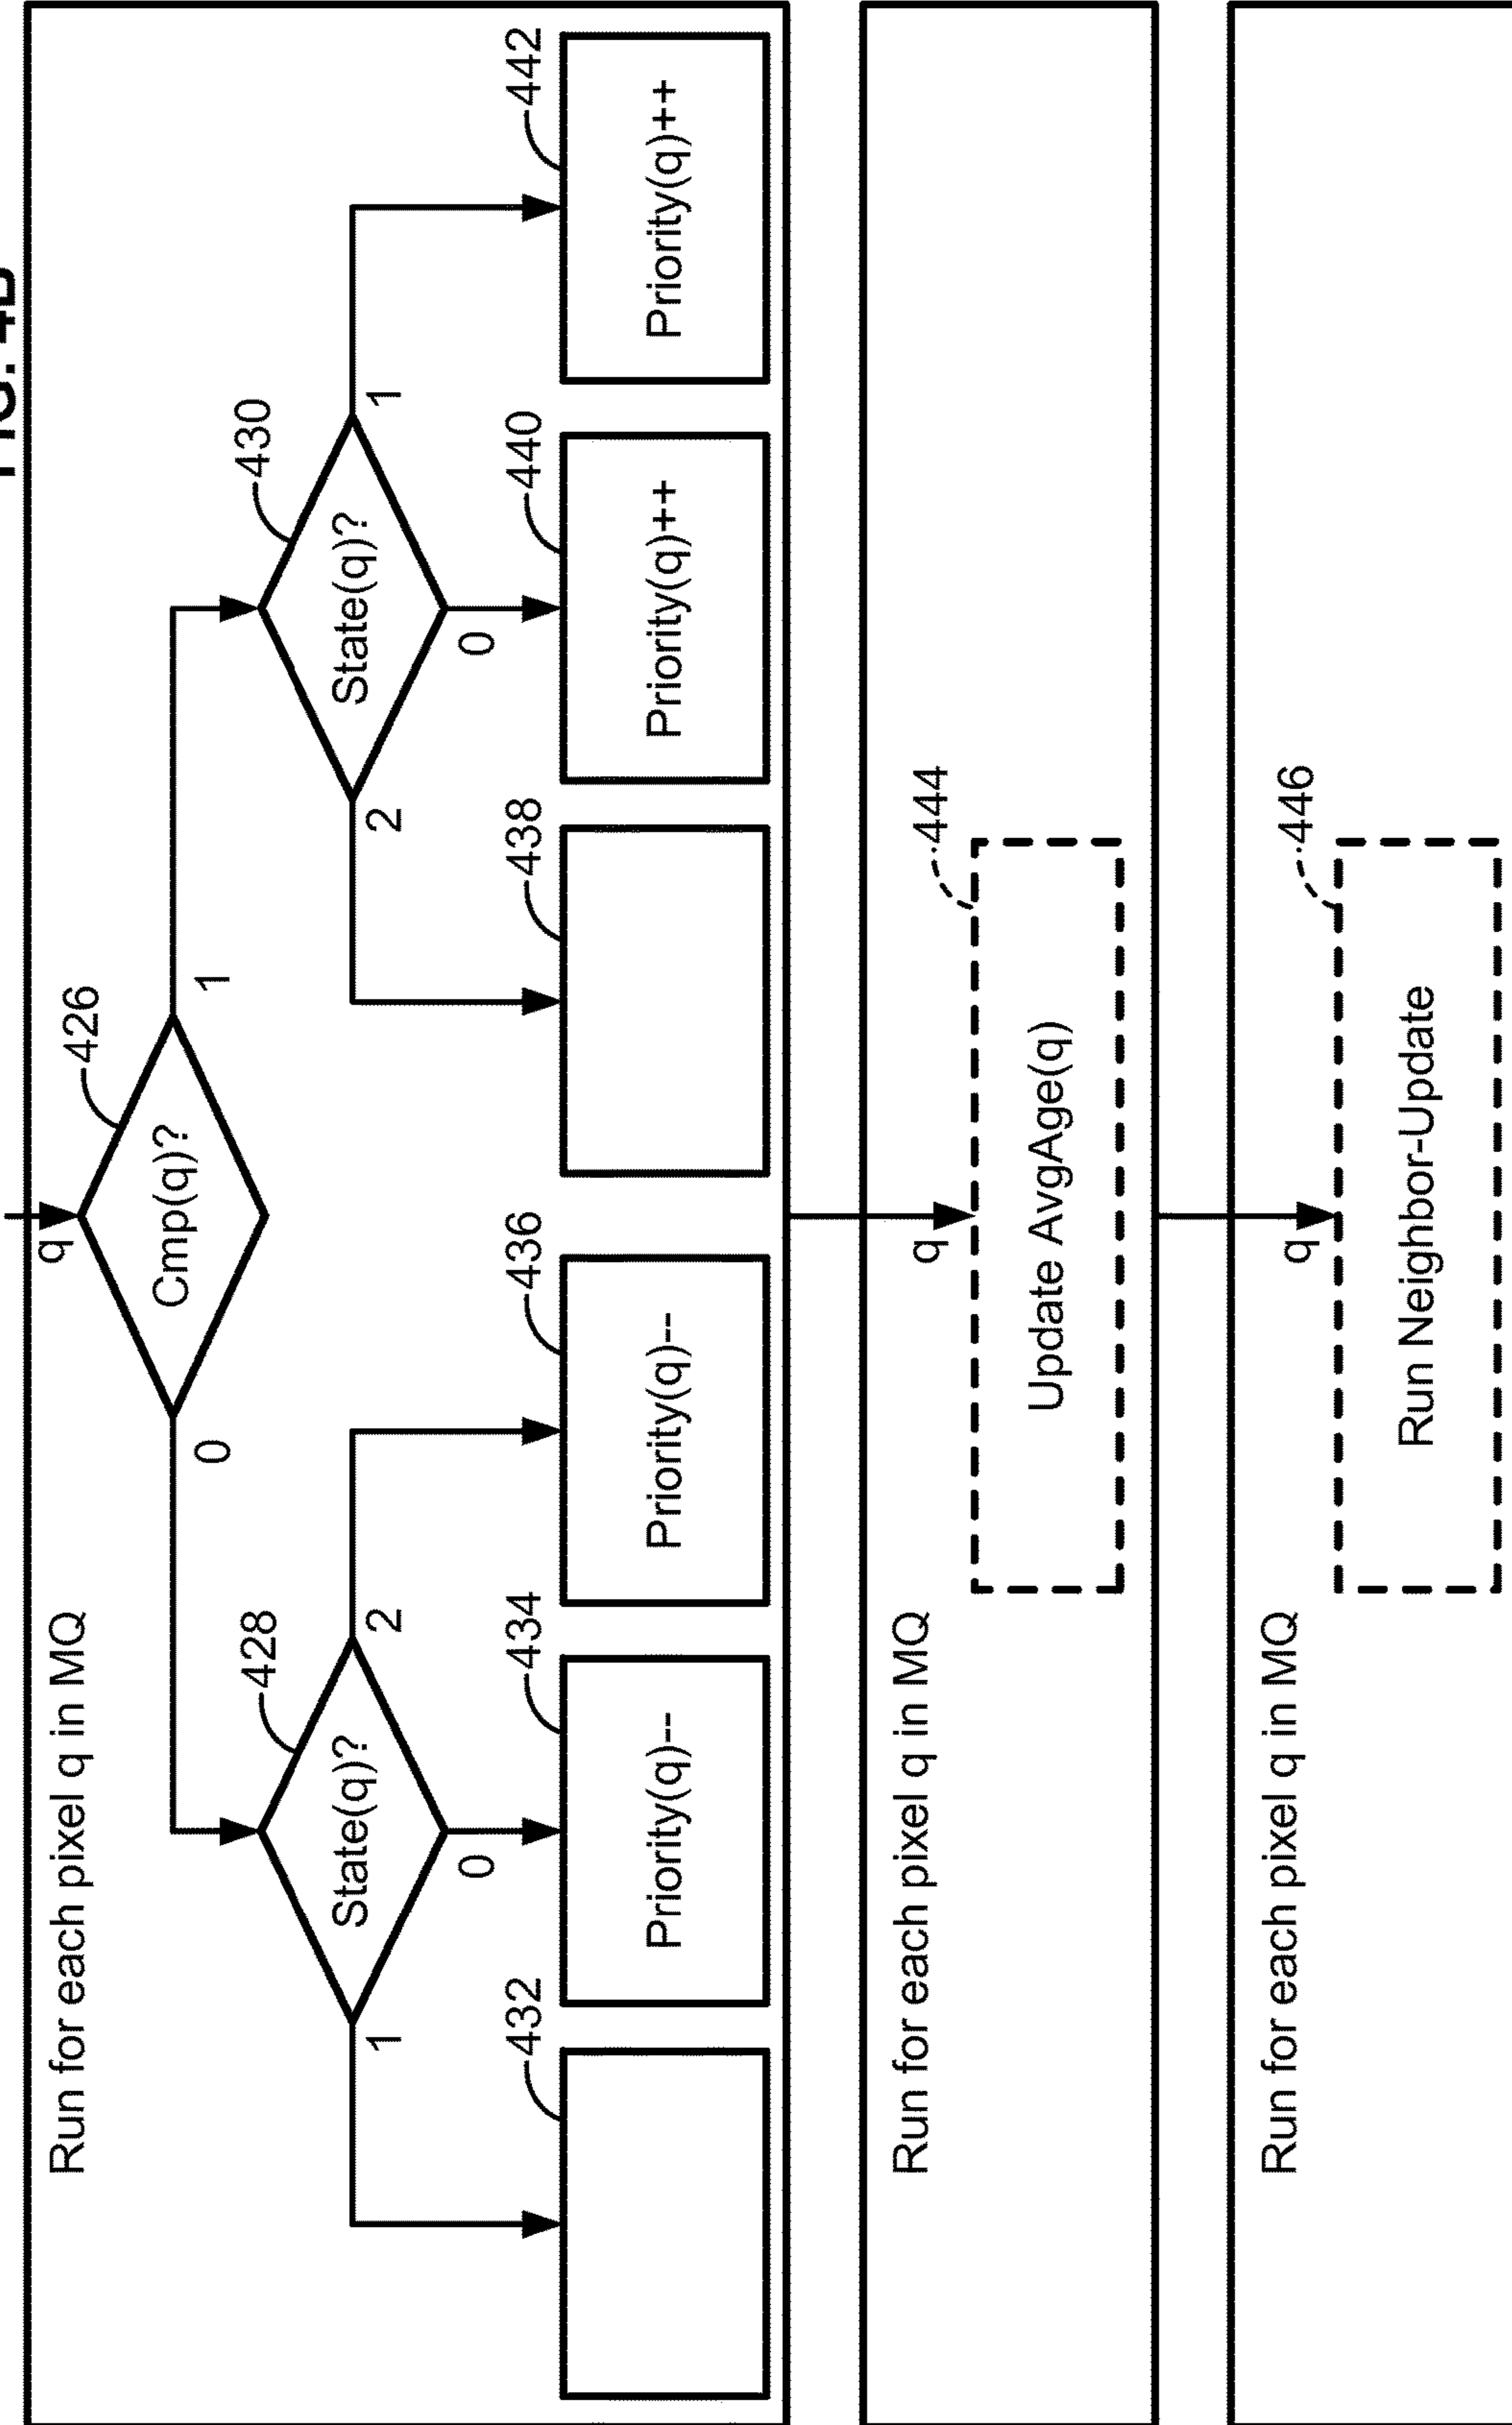 FIG. 4B
Run for each pixel q in MQ
q
426
Cmp(q)?
0
1
428
State(q)?
1
0
2
430
State(q)?
2
0
1
432
434
Priority(q)--
436
Priority(q)--
438
440
Priority(q)++
442
Priority(q)++
Run for each pixel q in MQ
q
444
Update AvgAge(q)
Run for each pixel q in MQ
q
446
Run Neighbor-Update